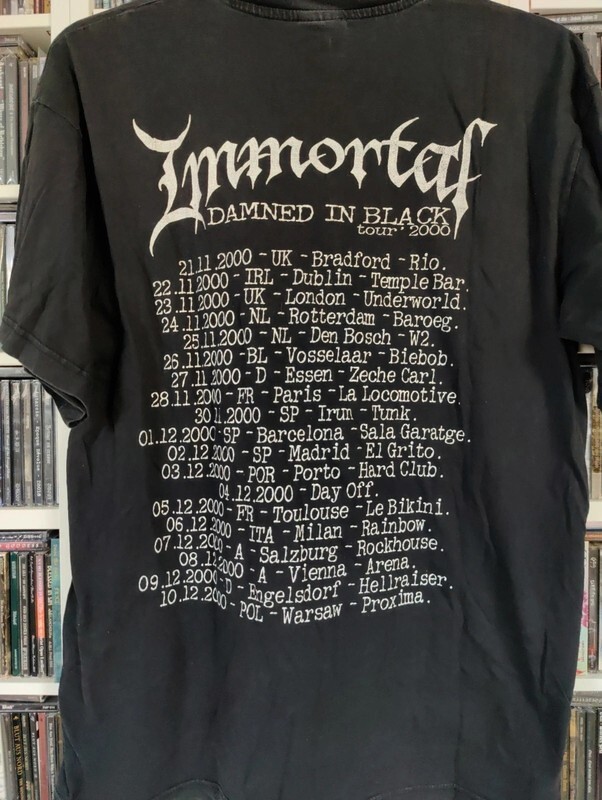 Immortal
DAMNED IN BLACK
tour' 2000
21.11.2000 - UK - Bradford - Rio.
22.11.2000 - IRL - Dublin - Temple Bar.
23.11.2000 - UK - London - Underworld.
24.11.2000 - NL - Rotterdam - Baroeg.
25.11.2000 - NL - Den Bosch - W2.
26.11.2000 - BL - Vosselaar - Biebob.
27.11.2000 - D - Essen - Zeche Carl.
28.11.2000 - FR - Paris - La Locomotive.
30.11.2000 - SP - Irun - Tunk.
01.12.2000 - SP - Barcelona - Sala Garatge.
02.12.2000 - SP - Madrid - El Grito.
03.12.2000 - POR - Porto - Hard Club.
04.12.2000 - Day Off.
05.12.2000 - FR - Toulouse - Le Bikini.
06.12.2000 - ITA - Milan - Rainbow.
07.12.2000 - A - Salzburg - Rockhouse.
08.12.2000 - A - Vienna - Arena.
09.12.2000 - D - Engelsdorf - Hellraiser.
10.12.2000 - POL - Warsaw - Proxima.